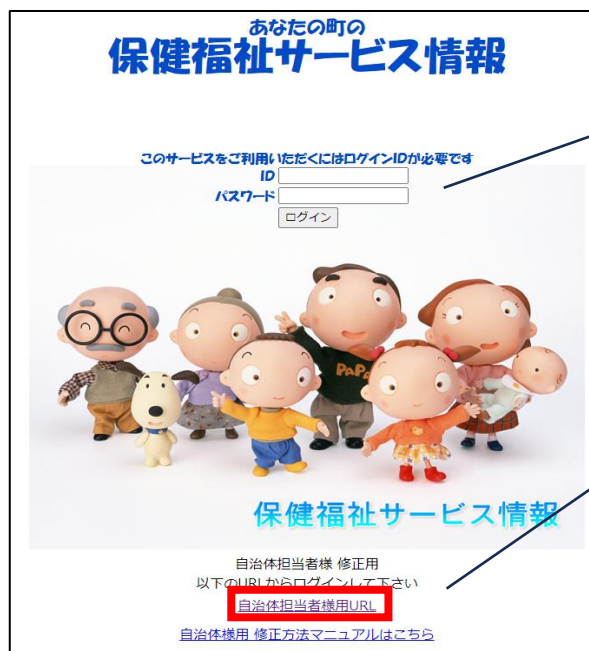 あなたの町の
保健福祉サービス情報
このサービスをご利用いただくにはログインIDが必要です
ID
パスワード
ログイン
PAPA
保健福祉サービス情報
自治体担当者様 修正用
以下のURLからログインして下さい
自治体担当者様用URL
自治体様用 修正方法マニュアルはこちら